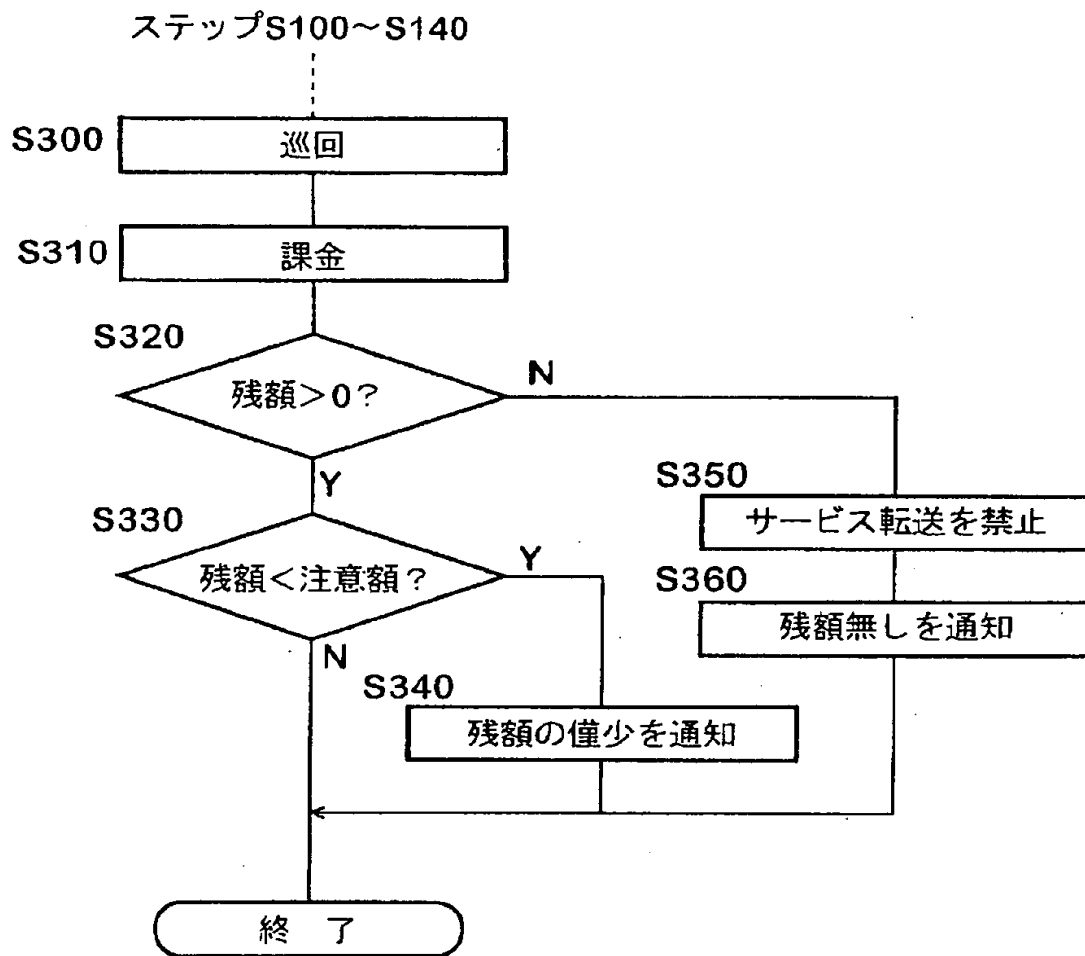 ステップS100～S140
S300
巡回
S310
課金
S320
残額＞0？
N
Y
S330
残額＜注意額？
Y
N
S340
残額の僅少を通知
S350
サービス転送を禁止
S360
残額無しを通知
終 了